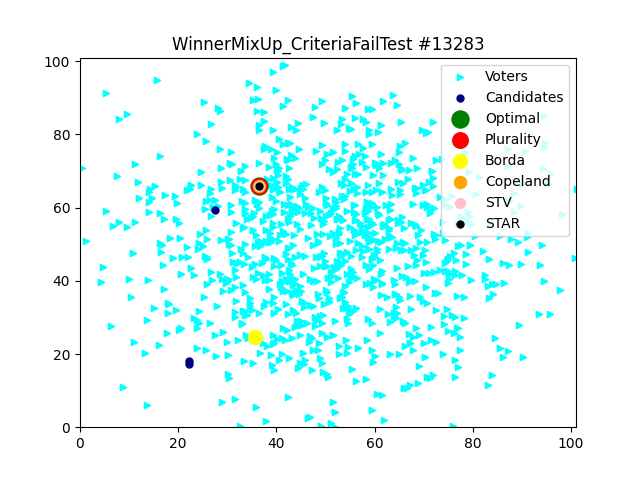 WinnerMixUp_CriteriaFailTest #13283
100
80
60
40
20
0
0
20
40
60
80
100
Voters
Candidates
Optimal
Plurality
Borda
Copeland
STV
STAR